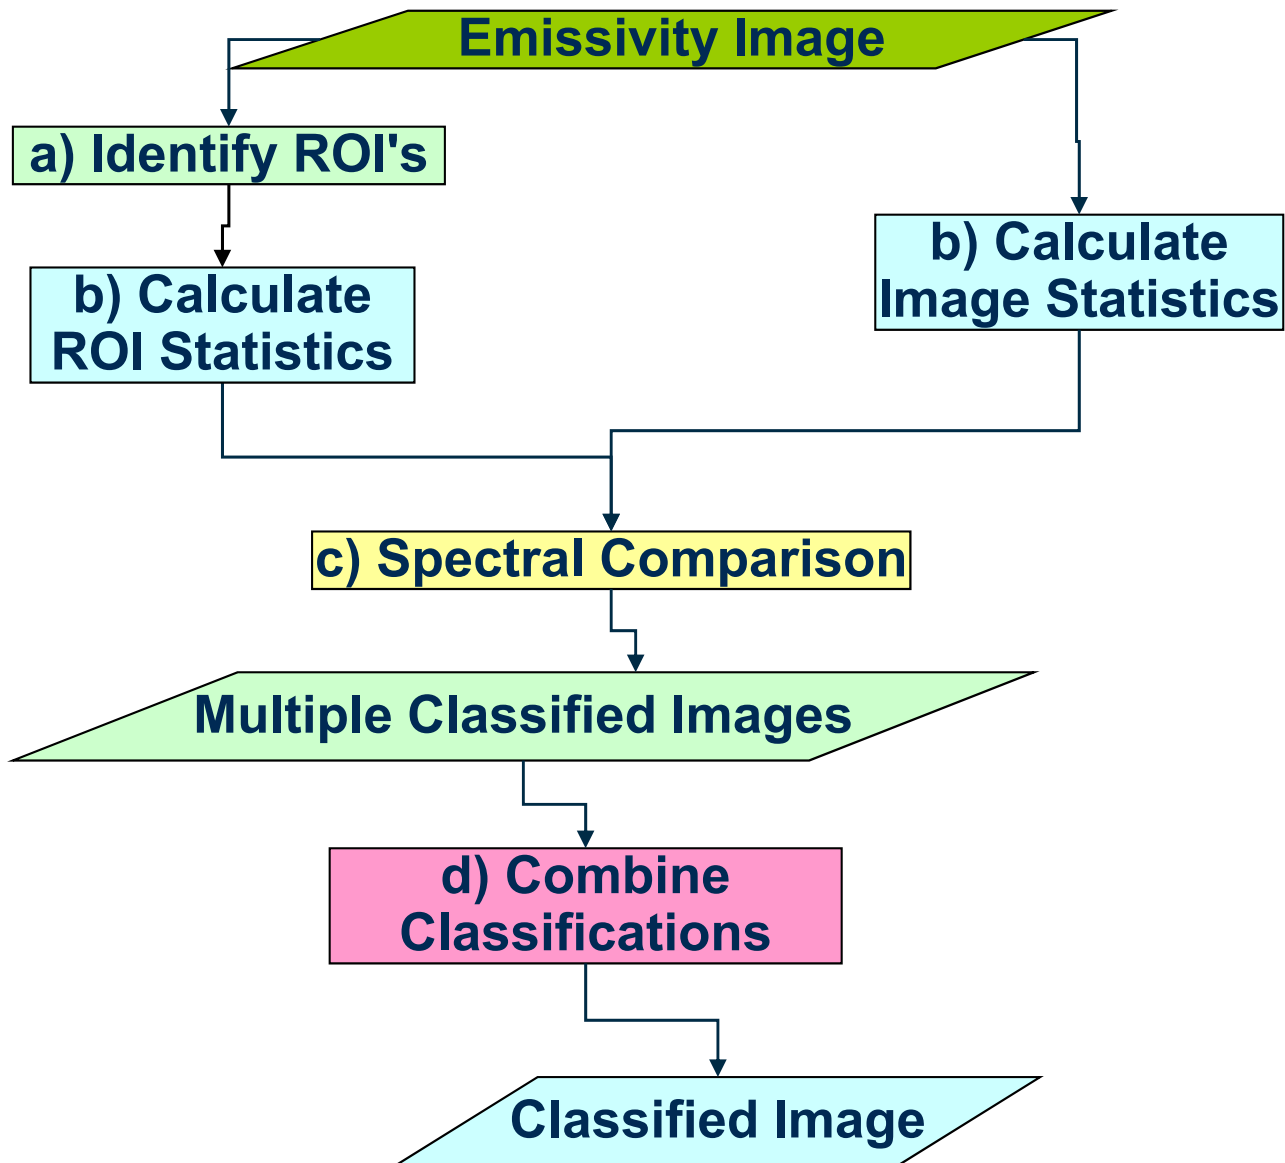 Emissivity Image
a) Identify ROI's
b) Calculate
ROI Statistics
b) Calculate
Image Statistics
c) Spectral Comparison
Multiple Classified Images
d) Combine
Classifications
Classified Image